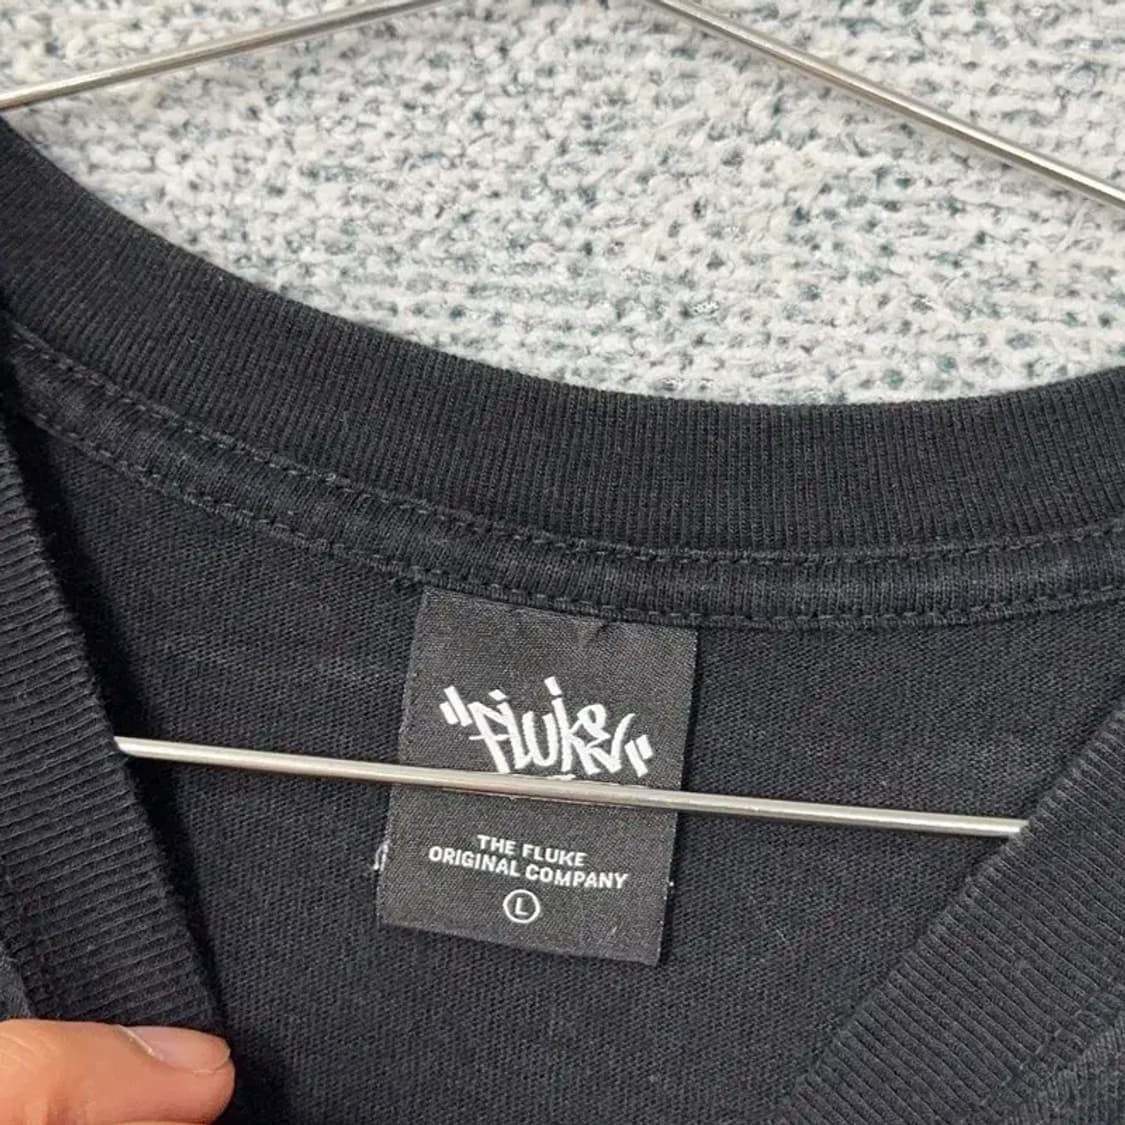 "FLUKE"
THE FLUKE
ORIGINAL COMPANY
L